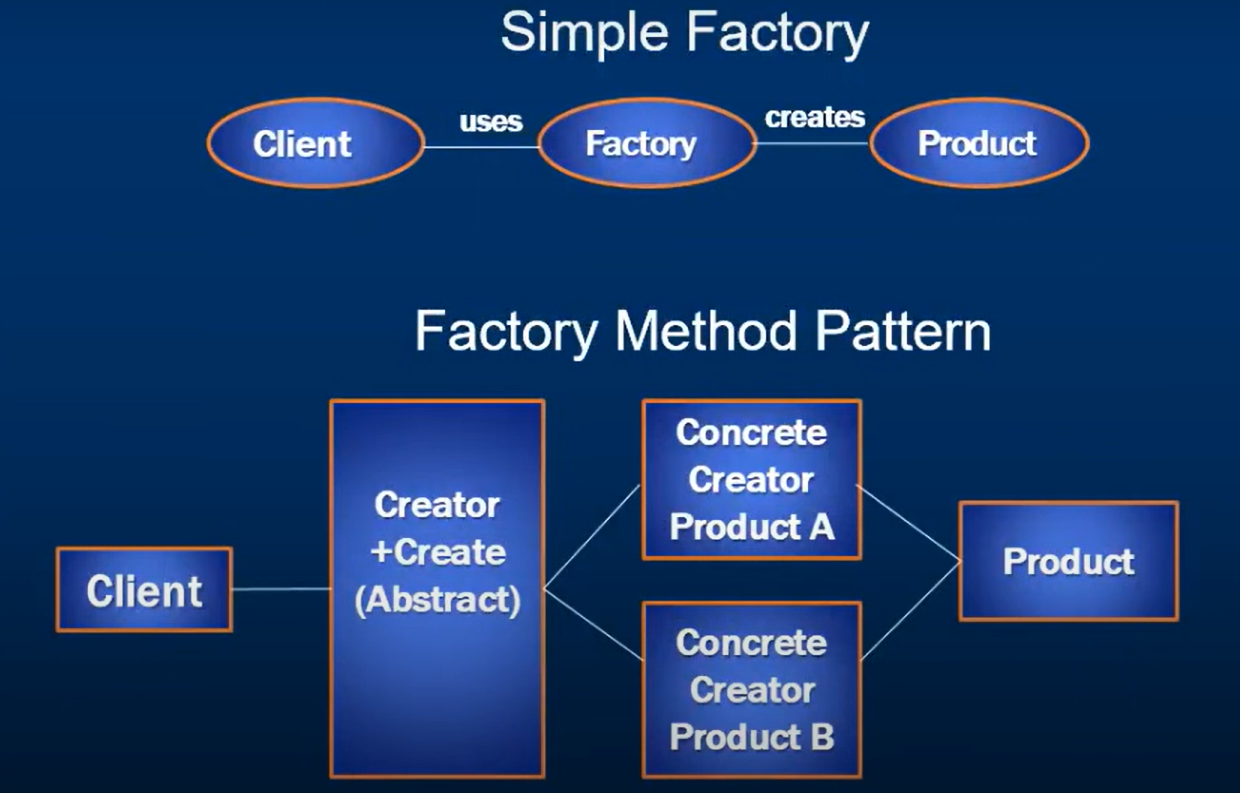 Simple Factory
Client
uses
Factory
creates
Product
Factory Method Pattern
Client
Creator
+Create
(Abstract)
Concrete
Creator
Product A
Concrete
Creator
Product B
Product